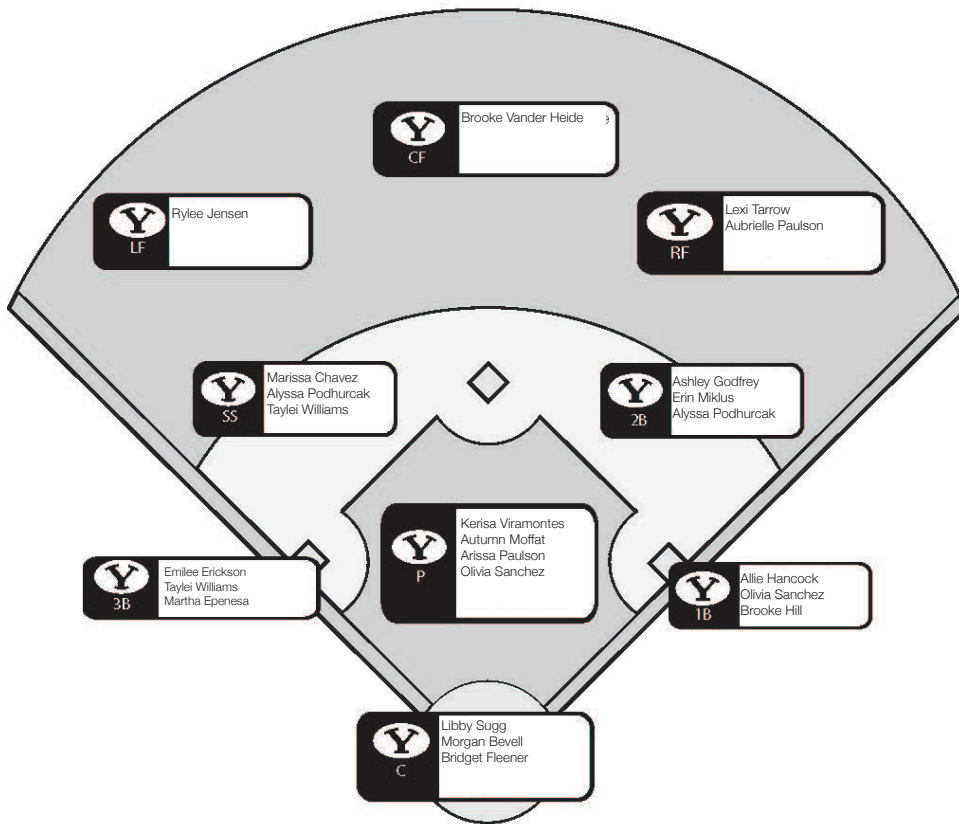 Y
CF
Brooke Vander Heide e
Y
LF
Rylee Jensen
Y
RF
Lexi Tarrow
Aubrielle Paulson
Y
SS
Marissa Chavez
Alyssa Podhurcak
Taylei Williams
Y
2B
Ashley Godfrey
Erin Miklus
Alyssa Podhurcak
Y
P
Kerisa Viramontes
Autumn Moffat
Arissa Paulson
Olivia Sanchez
Y
3B
Emilee Erickson
Taylei Williams
Martha Epenesa
Y
1B
Allie Hancock
Olivia Sanchez
Brooke Hill
Y
C
Libby Sugg
Morgan Bevell
Bridget Fleener